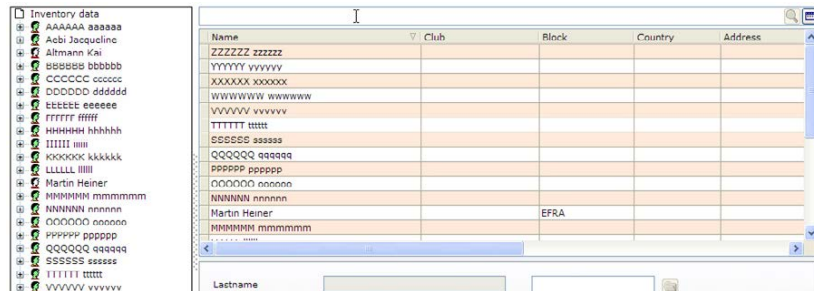 Inventory data
AAAAAA aaaaaa
Aebi Jacqueline
Altmann Kai
BBBBBB bbbbbb
CCCCCC cccccc
DDDDDD dddddd
EEEEEE eeeeee
FFFFFF ffffff
HHHHHH hhhhhh
IIIIII iiiiii
KKKKKK kkkkkk
LLLLLL llllll
Martin Heiner
MMMMMM mmmmmm
NNNNNN nnnnnn
OOOOOO oooooo
PPPPPP pppppp
QQQQQQ qqqqqq
SSSSSS ssssss
TTTTTT tttttt
VVVVVV vvvvvv
Name Club Block Country Address
ZZZZZZ zzzzzz
YYYYYY yyyyyy
XXXXXX xxxxxx
WWWWWW wwwwww
VVVVVV vvvvvv
TTTTTT tttttt
SSSSSS ssssss
QQQQQQ qqqqqq
PPPPPP pppppp
OOOOOO oooooo
NNNNNN nnnnnn
Martin Heiner EFRA
MMMMMM mmmmmm
Lastname